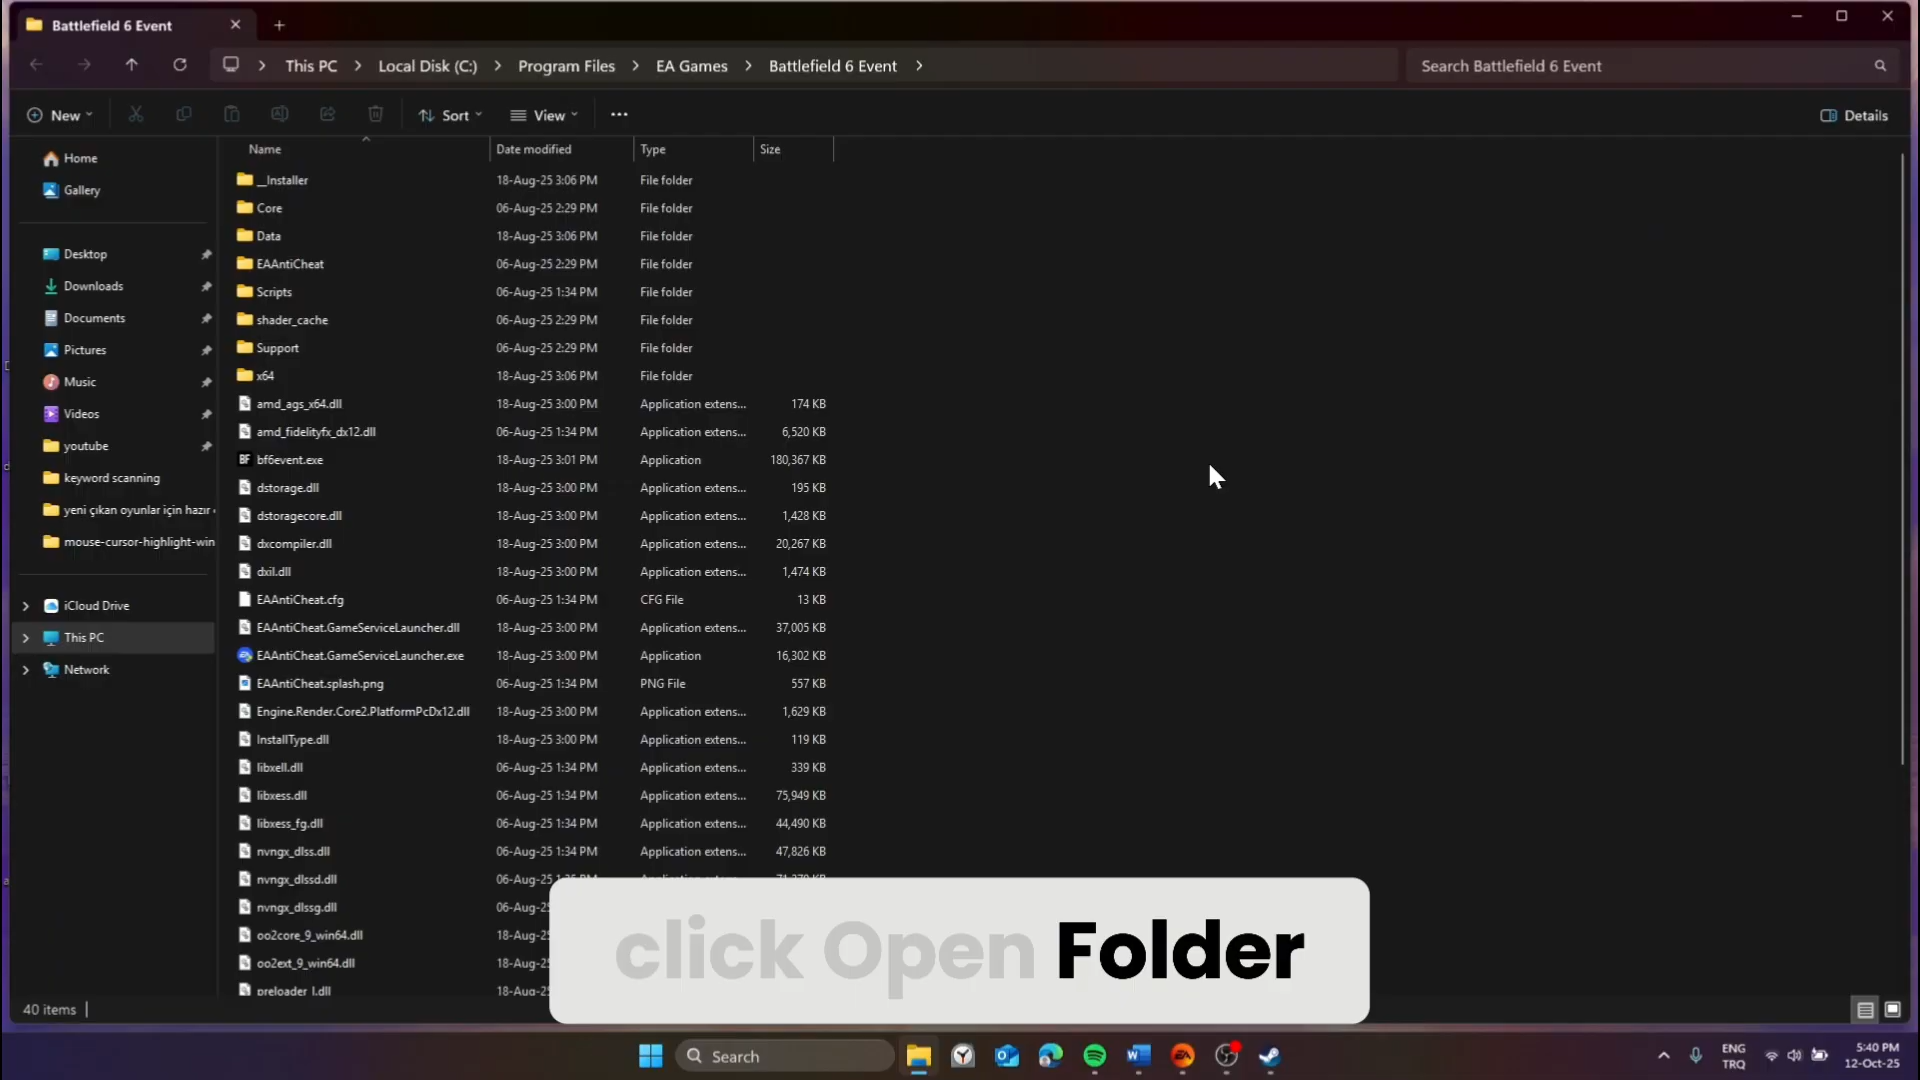 Battlefield 6 Event
This PC > Local Disk (C:) > Program Files > EA Games > Battlefield 6 Event >
Search Battlefield 6 Event
New
Sort
View
Details
Name Date modified Type Size
Home
Gallery
Desktop
Downloads
Documents
Pictures
Music
Videos
youtube
keyword scanning
yeni çıkan oyunlar için hazır
mouse-cursor-highlight-win
iCloud Drive
This PC
Network
__Installer 18-Aug-25 3:06 PM File folder
Core 06-Aug-25 2:29 PM File folder
Data 18-Aug-25 3:06 PM File folder
EAAntiCheat 06-Aug-25 2:29 PM File folder
Scripts 06-Aug-25 1:34 PM File folder
shader_cache 06-Aug-25 2:29 PM File folder
Support 06-Aug-25 2:29 PM File folder
x64 18-Aug-25 3:06 PM File folder
amd_ags_x64.dll 18-Aug-25 3:00 PM Application extens... 174 KB
amd_fidelityfx_dx12.dll 06-Aug-25 1:34 PM Application extens... 6,520 KB
bf6event.exe 18-Aug-25 3:01 PM Application 180,367 KB
dstorage.dll 18-Aug-25 3:00 PM Application extens... 195 KB
dstoragecore.dll 18-Aug-25 3:00 PM Application extens... 1,428 KB
dxcompiler.dll 18-Aug-25 3:00 PM Application extens... 20,267 KB
dxil.dll 18-Aug-25 3:00 PM Application extens... 1,474 KB
EAAntiCheat.cfg 06-Aug-25 1:34 PM CFG File 13 KB
EAAntiCheat.GameServiceLauncher.dll 18-Aug-25 3:00 PM Application extens... 37,005 KB
EAAntiCheat.GameServiceLauncher.exe 18-Aug-25 3:00 PM Application 16,302 KB
EAAntiCheat.splash.png 06-Aug-25 1:34 PM PNG File 557 KB
Engine.Render.Core2.PlatformPcDx12.dll 18-Aug-25 3:00 PM Application extens... 1,629 KB
InstallType.dll 18-Aug-25 3:00 PM Application extens... 119 KB
libxell.dll 06-Aug-25 1:34 PM Application extens... 339 KB
libxess.dll 06-Aug-25 1:34 PM Application extens... 75,949 KB
libxess_fg.dll 06-Aug-25 1:34 PM Application extens... 44,490 KB
nvngx_dlss.dll 06-Aug-25 1:34 PM Application extens... 47,826 KB
nvngx_dlssd.dll 06-Aug-25
nvngx_dlssg.dll 06-Aug-25
oo2core_9_win64.dll 18-Aug-25
oo2ext_9_win64.dll 18-Aug-25
preloader_l.dll 18-Aug-25
click Open Folder
40 items
Search
ENG
TRQ
5:40 PM
12-Oct-25